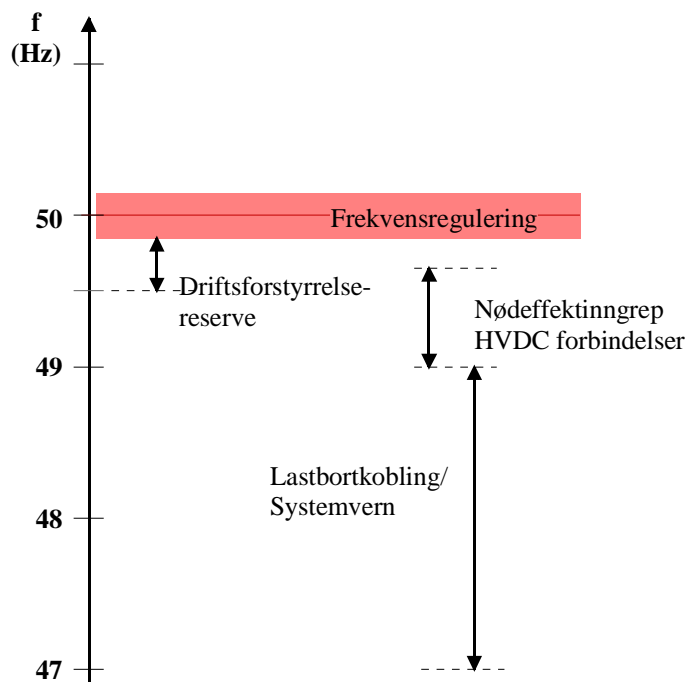 f
(Hz)
50
Frekvensregulering
Driftsforstyrrelse-
reserve
Nødeffektinngrep
HVDC forbindelser
49
Lastbortkobling/
Systemvern
48
47